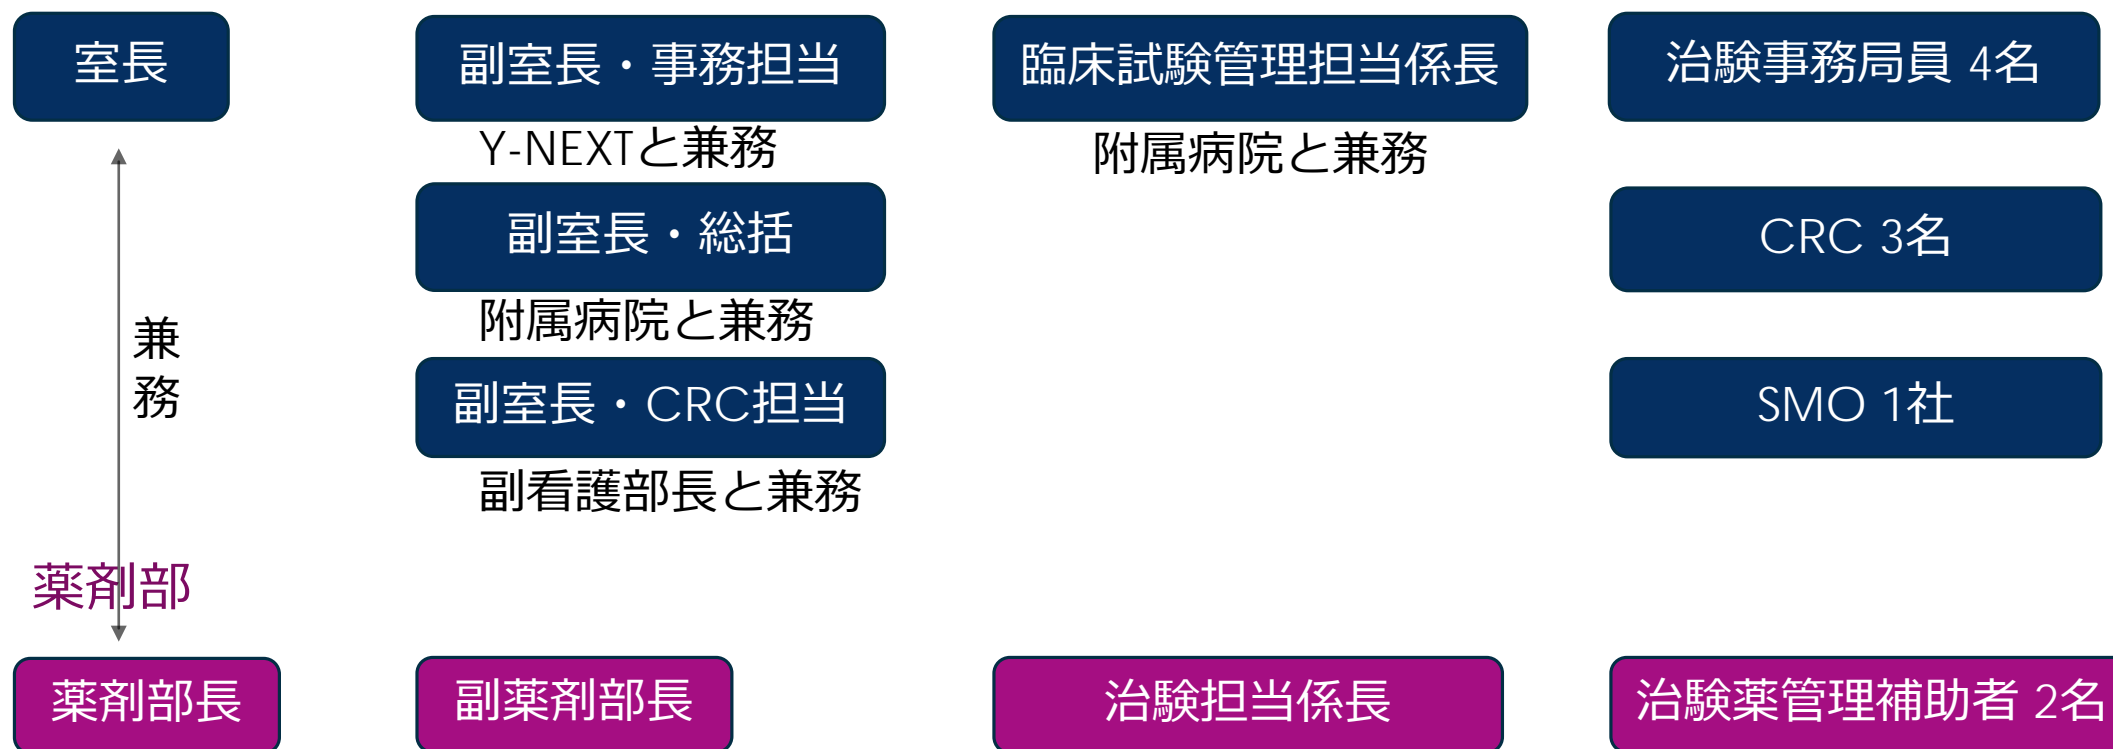 室長
副室長・事務担当
臨床試験管理担当係長
治験事務局員 4名
Y-NEXTと兼務
附属病院と兼務
副室長・総括
CRC 3名
附属病院と兼務
兼務
副室長・CRC担当
SMO 1社
副看護部長と兼務
薬剤部
薬剤部長
副薬剤部長
治験担当係長
治験薬管理補助者 2名